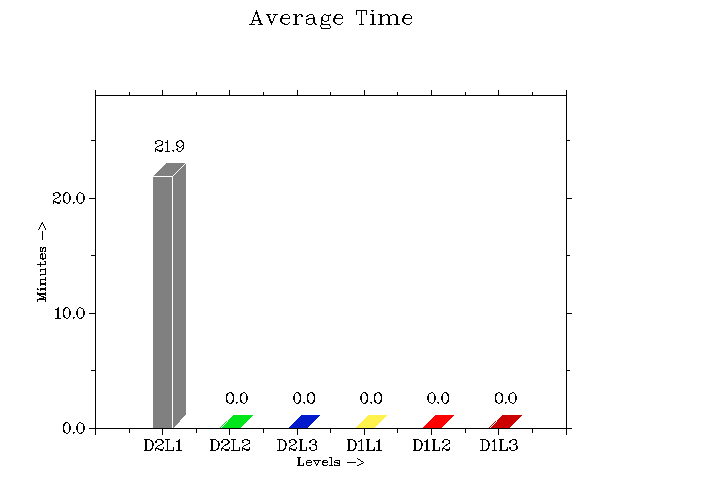 Average Time
21.9
20.0
Minutes ->
10.0
0.0 0.0 0.0 0.0 0.0
0.0
D2L1 D2L2 D2L3 D1L1 D1L2 D1L3
Levels ->